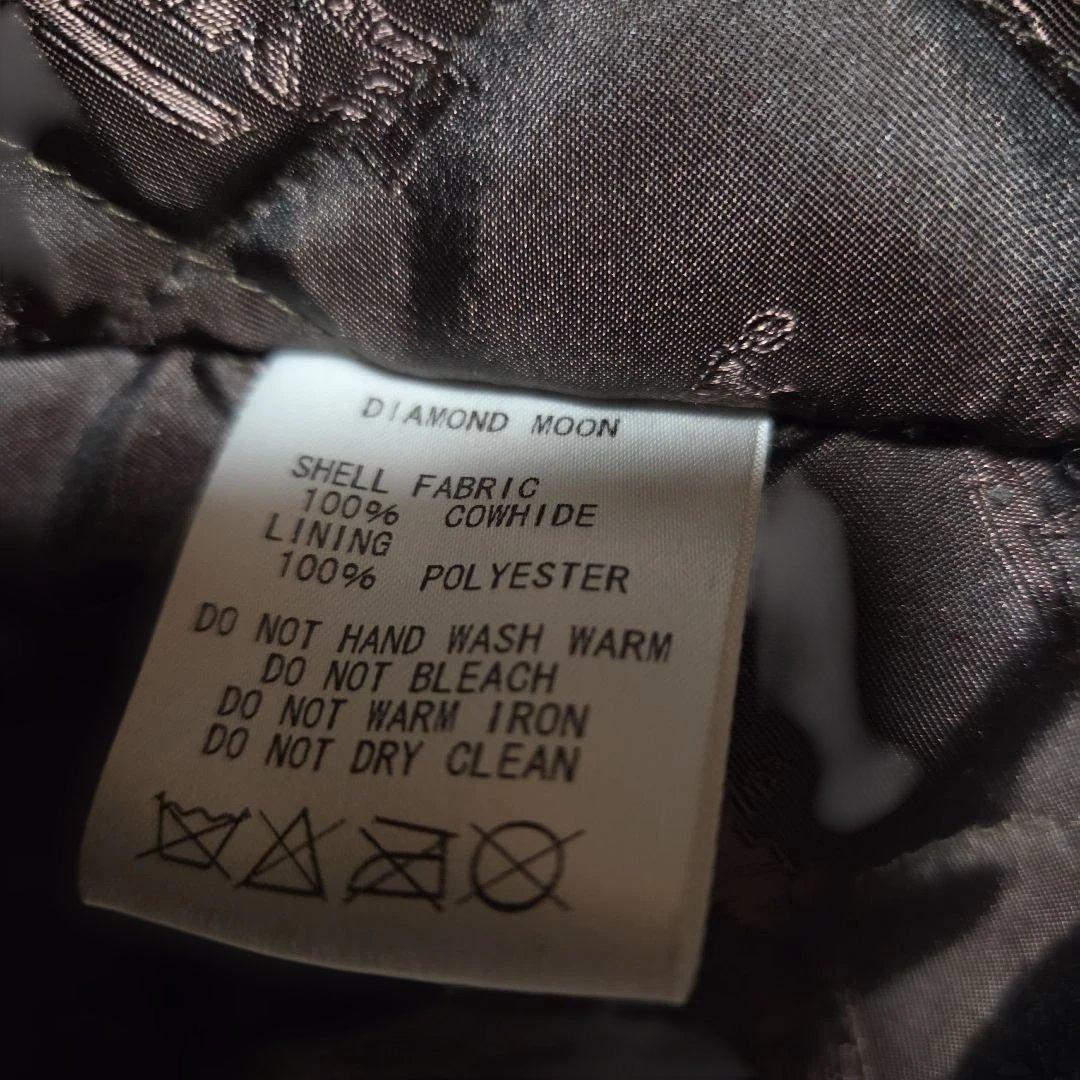 DIAMOND MOON
SHELL FABRIC
100% COWHIDE
LINING
100% POLYESTER
DO NOT HAND WASH WARM
DO NOT BLEACH
DO NOT WARM IRON
DO NOT DRY CLEAN